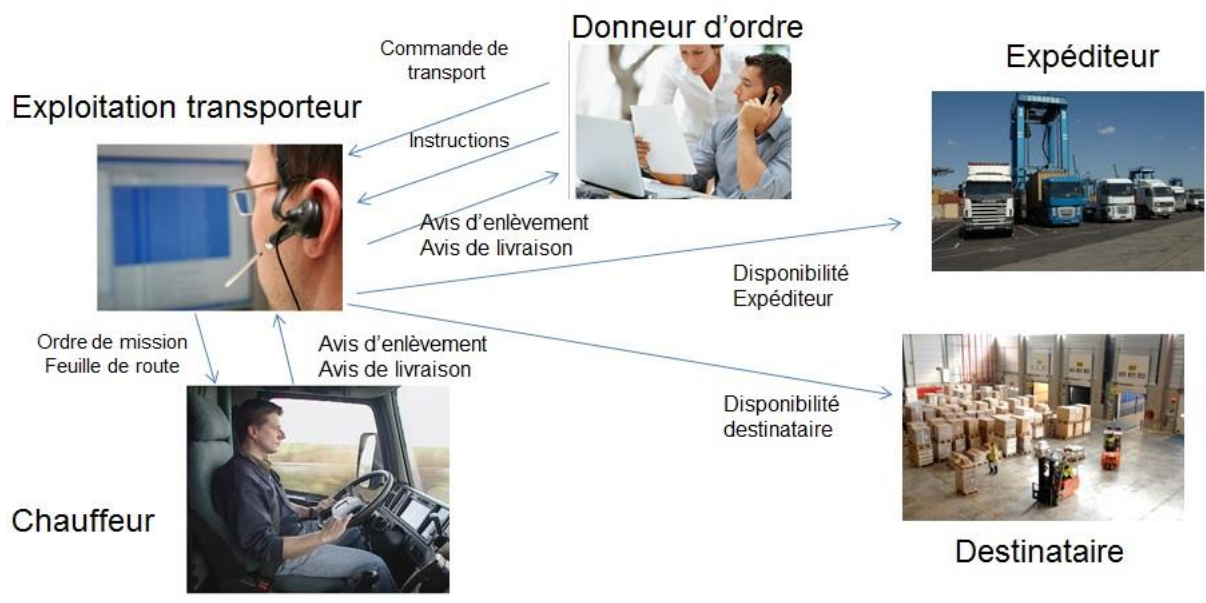 Donneur d'ordre
Commande de
transport
Expéditeur
Exploitation transporteur
Instructions
Avis d'enlèvement
Avis de livraison
Disponibilité
Expéditeur
Ordre de mission
Feuille de route
Avis d'enlèvement
Avis de livraison
Disponibilité
destinataire
Chauffeur
Destinataire